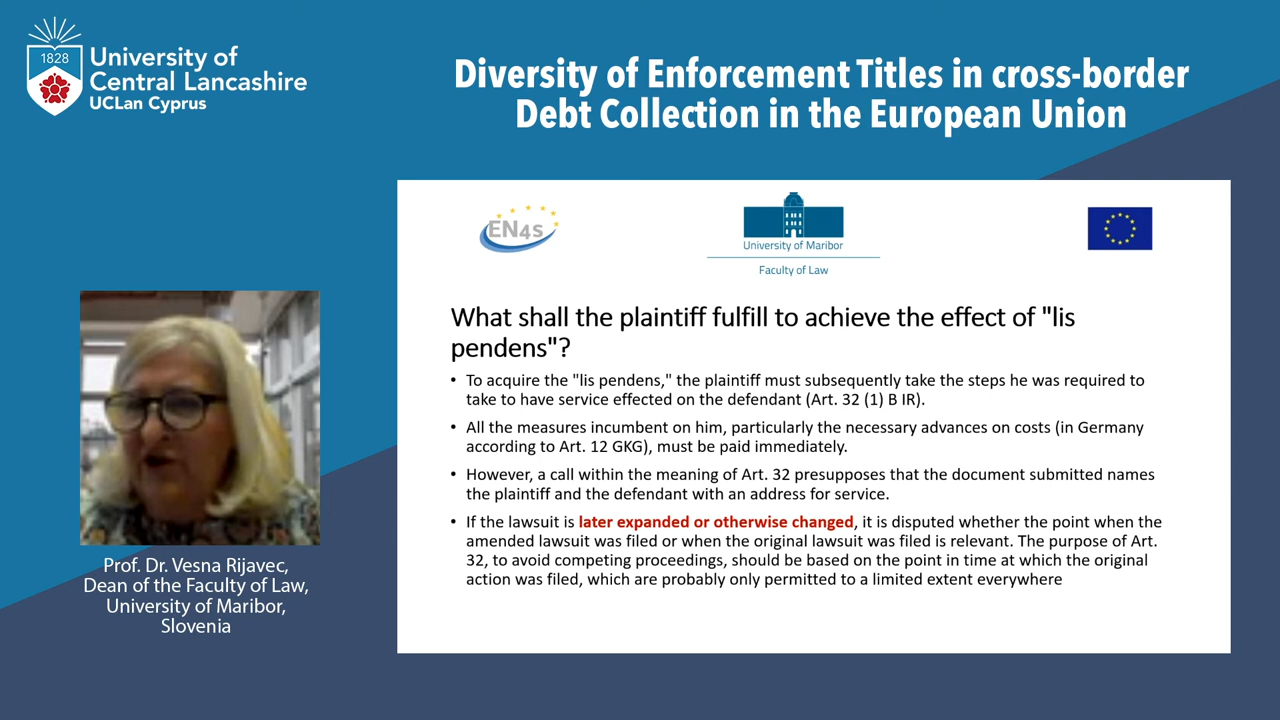 1828
University of
Central Lancashire
UCLan Cyprus
Diversity of Enforcement Titles in cross-border
Debt Collection in the European Union
EN4s
University of Maribor
Faculty of Law
What shall the plaintiff fulfill to achieve the effect of "lis
pendens"?
• To acquire the "lis pendens," the plaintiff must subsequently take the steps he was required to
take to have service effected on the defendant (Art. 32 (1) B IR).
• All the measures incumbent on him, particularly the necessary advances on costs (in Germany
according to Art. 12 GKG), must be paid immediately.
• However, a call within the meaning of Art. 32 presupposes that the document submitted names
the plaintiff and the defendant with an address for service.
• If the lawsuit is later expanded or otherwise changed, it is disputed whether the point when the
amended lawsuit was filed or when the original lawsuit was filed is relevant. The purpose of Art.
32, to avoid competing proceedings, should be based on the point in time at which the original
action was filed, which are probably only permitted to a limited extent everywhere
Prof. Dr. Vesna Rijavec,
Dean of the Faculty of Law,
University of Maribor,
Slovenia